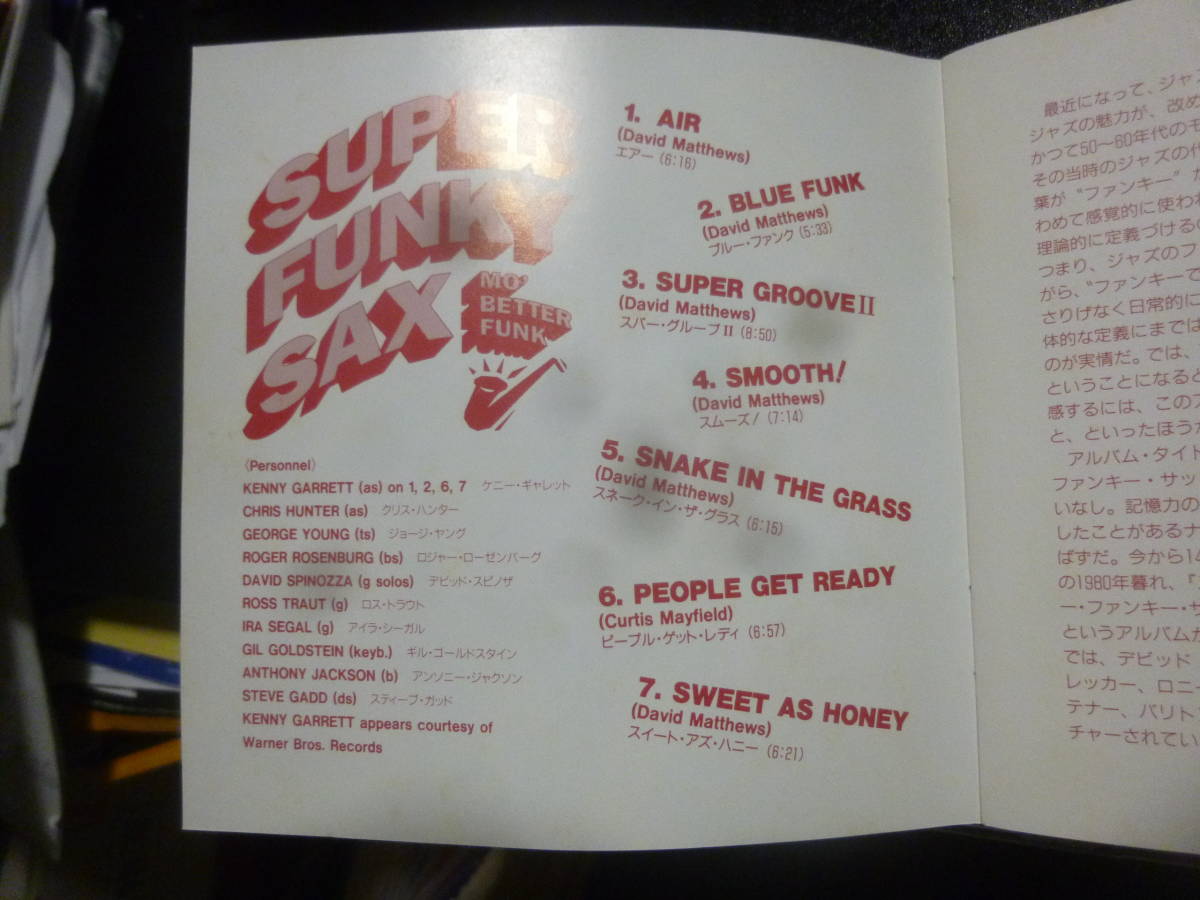 SUPER
FUNKY
SAX
MO'
BETTER
FUNK
〈Personnel〉
KENNY GARRETT (as) on 1, 2, 6, 7 ケニー・ギャレット
CHRIS HUNTER (as) クリス・ハンター
GEORGE YOUNG (ts) ジョージ・ヤング
ROGER ROSENBURG (bs) ロジャー・ローゼンバーグ
DAVID SPINOZZA (g solos) デビッド・スピノザ
ROSS TRAUT (g) ロス・トラウト
IRA SEGAL (g) アイラ・シーガル
GIL GOLDSTEIN (keyb.) ギル・ゴールドスタイン
ANTHONY JACKSON (b) アンソニー・ジャクソン
STEVE GADD (ds) スティーブ・ガッド
KENNY GARRETT appears courtesy of
Warner Bros. Records
1. AIR
(David Matthews)
エアー (6:16)
2. BLUE FUNK
(David Matthews)
ブルー・ファンク (5:33)
3. SUPER GROOVE II
(David Matthews)
スパー・グルーブ II (8:50)
4. SMOOTH!
(David Matthews)
スムーズ! (7:14)
5. SNAKE IN THE GRASS
(David Matthews)
スネーク・イン・ザ・グラス (6:15)
6. PEOPLE GET READY
(Curtis Mayfield)
ピープル・ゲット・レディ (6:57)
7. SWEET AS HONEY
(David Matthews)
スイート・アズ・ハニー (6:21)
最近になって、ジャズ
ジャズの魅力が、改め
かつて50〜60年代のモ
その当時のジャズの代
葉が“ファンキー”だ
わめて感覚的に使われ
理論的に定義づけるの
つまり、ジャズのフ
がら、“ファンキーで
さりげなく日常的に
体的な定義にまでは
のが実情だ。では、
ということになると
感するには、このア
と、といったほうが
アルバム・タイト
ファンキー・サッ
いなし。記憶力の
したことがあるナ
ばずだ。今から14
の1980年暮れ、『
ー・ファンキー・サ
というアルバムが
では、デビッド
レッカー、ロニー
テナー、バリト
チャーされてい